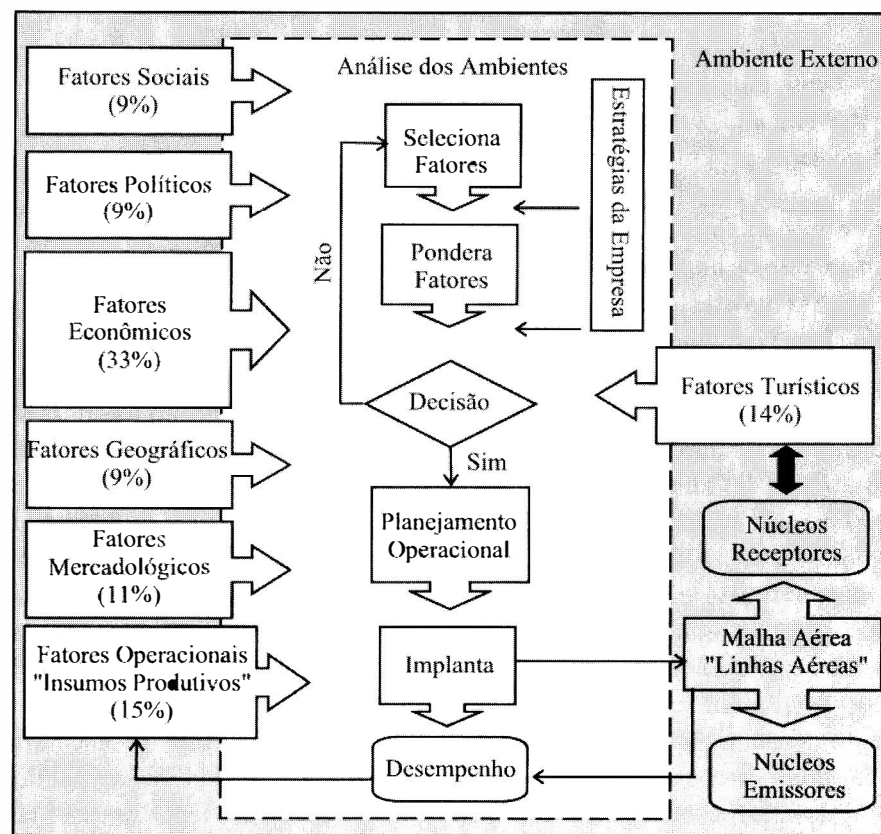 Fatores Sociais
(9%)
Fatores Políticos
(9%)
Fatores
Econômicos
(33%)
Fatores Geográficos
(9%)
Fatores
Mercadológicos
(11%)
Fatores Operacionais
"Insumos Produtivos"
(15%)
Análise dos Ambientes
Seleciona
Fatores
Pondera
Fatores
Não
Decisão
Sim
Planejamento
Operacional
Implanta
Desempenho
Estratégias da Empresa
Ambiente Externo
Fatores Turísticos
(14%)
Núcleos
Receptores
Malha Aérea
"Linhas Aéreas"
Núcleos
Emissores